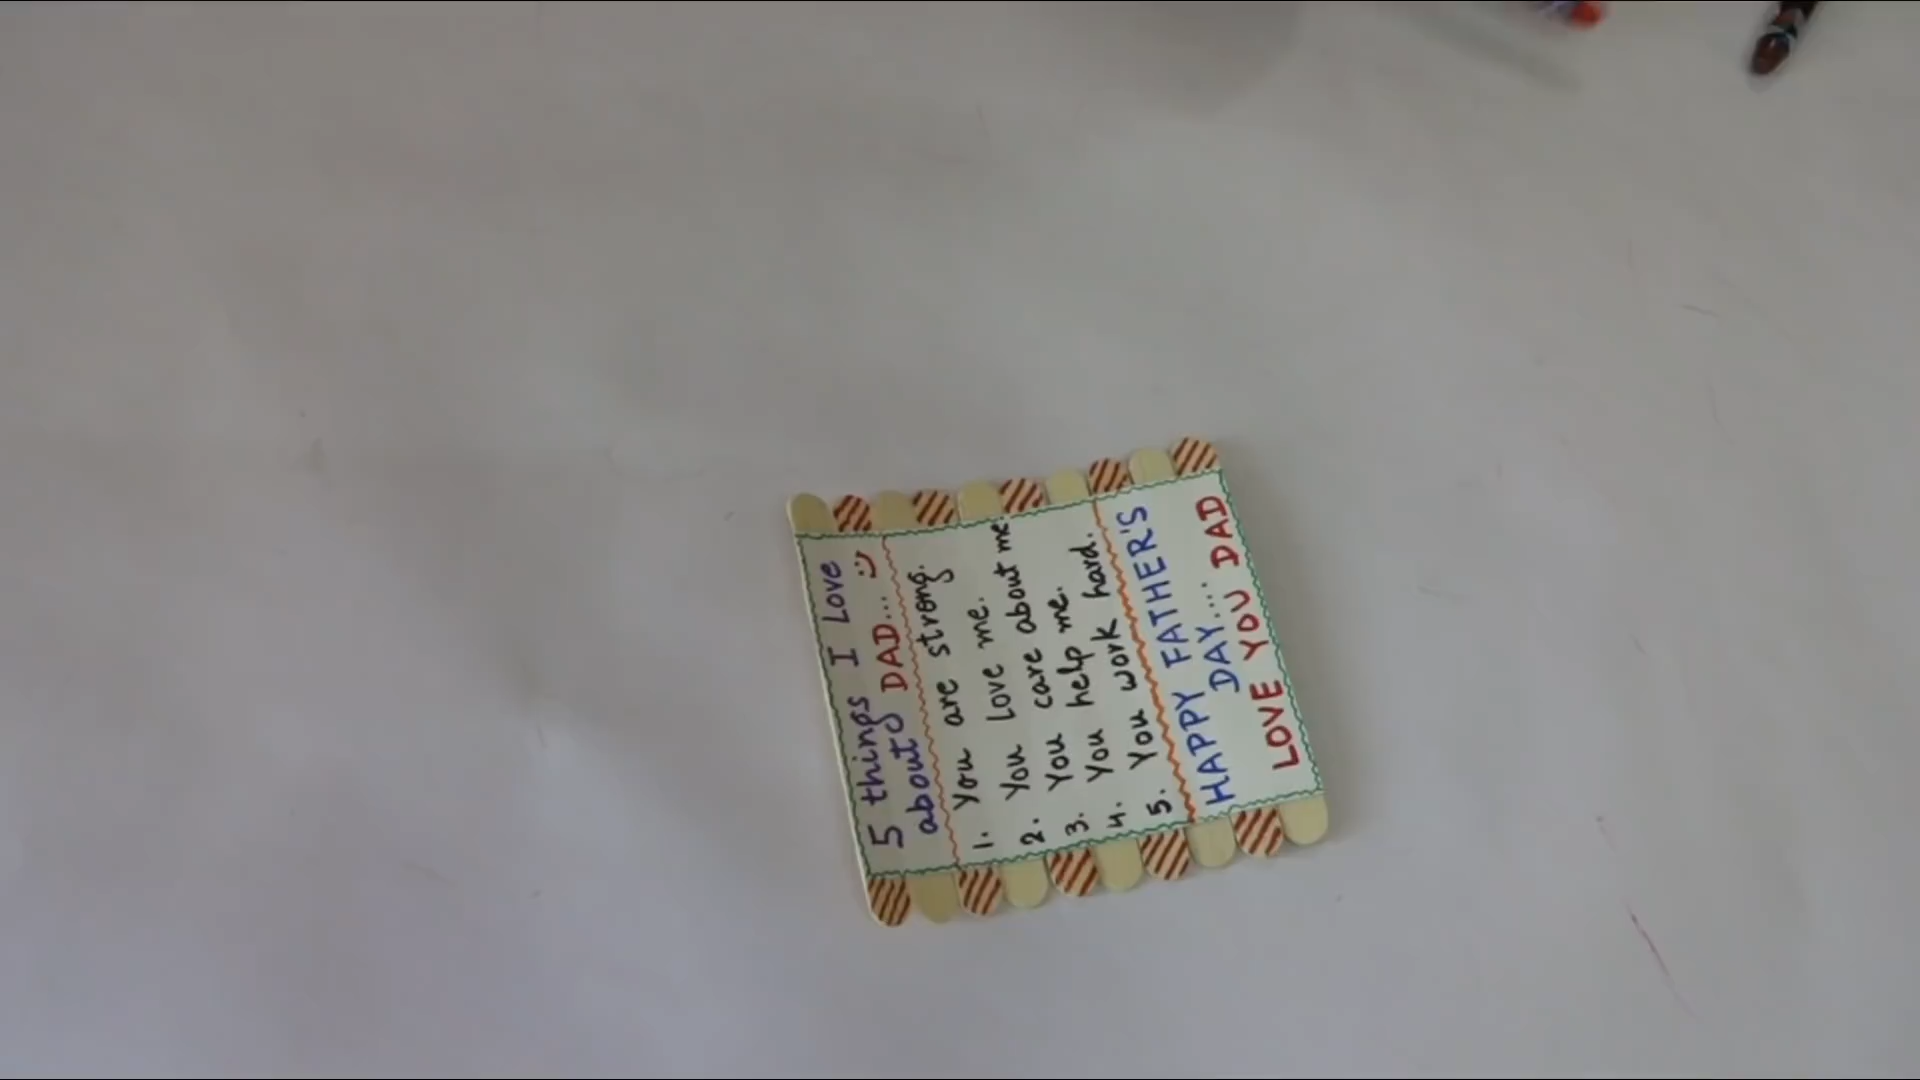 5 things I Love
about DAD... :)
1. You are strong.
2. You Love me.
3. You care about me.
4. You help me.
5. You work hard.
HAPPY FATHER'S
DAY....
LOVE YOU DAD